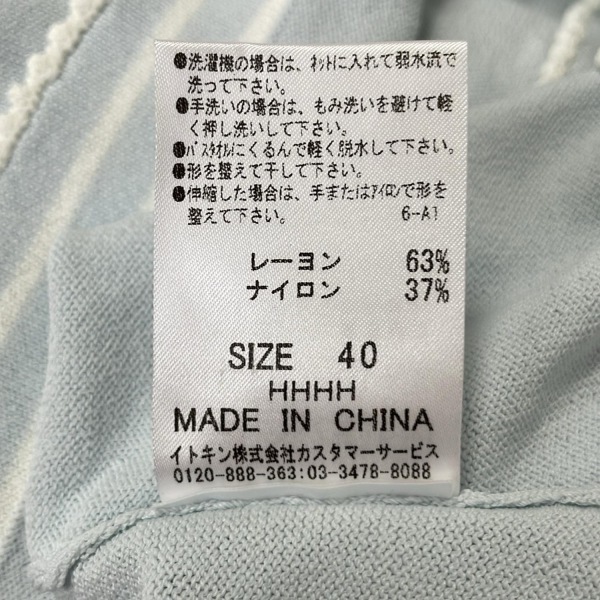 ●洗濯機の場合は、ネットに入れて弱水流で
洗って下さい。
●手洗いの場合は、もみ洗いを避けて軽
く押し洗いして下さい。
●バスタオルにくるんで軽く脱水して下さい。
●形を整えて干して下さい。
●伸縮した場合は、手またはアイロンで形を
整えて下さい。 6-A1
レーヨン 63%
ナイロン 37%
SIZE 40
HHHH
MADE IN CHINA
イトキン株式会社カスタマーサービス
0120-888-363:03-3478-8088